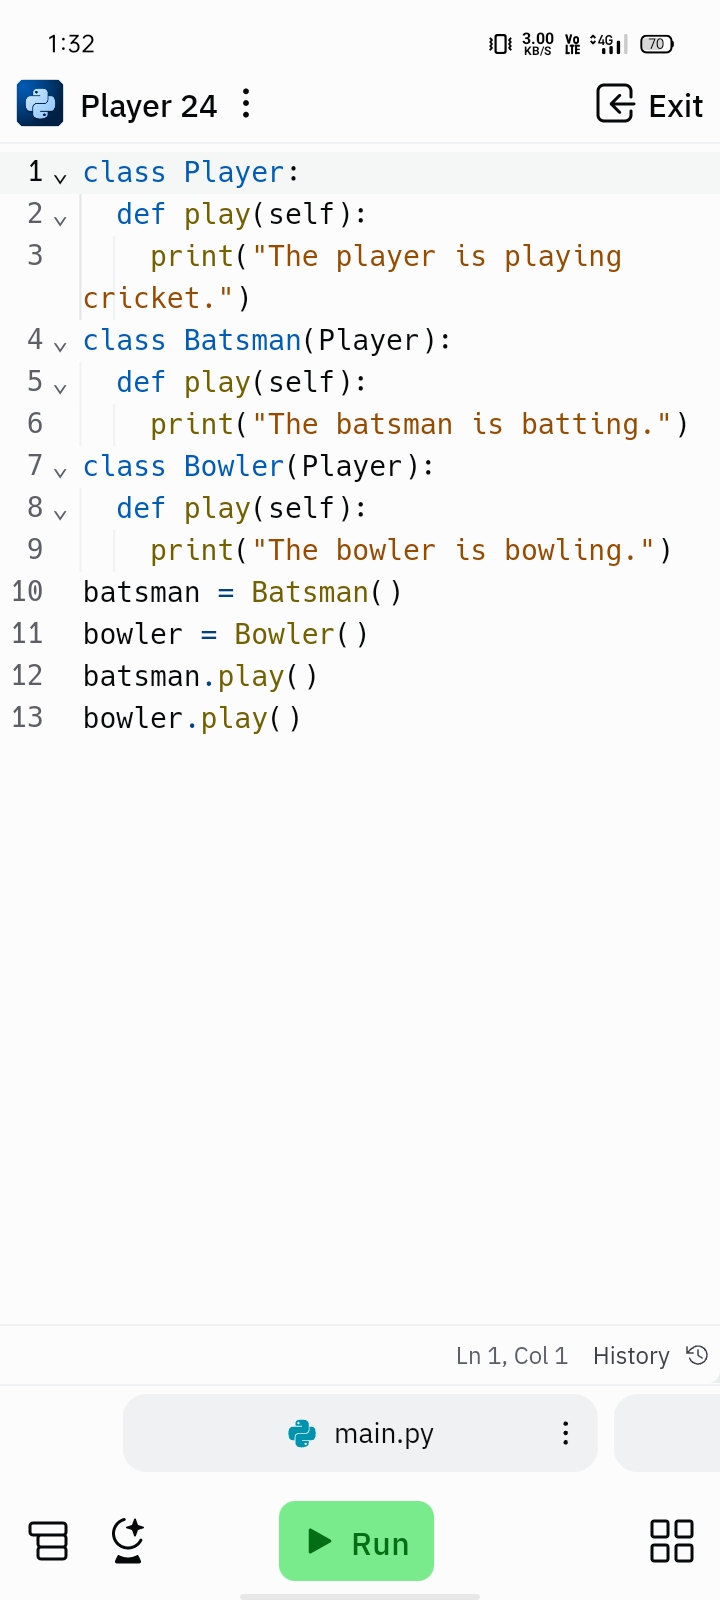 1:32
3.00
KB/S
Vo
LTE
4G
70
Player 24
Exit
1 class Player:
2   def play(self):
3     print("The player is playing
cricket.")
4 class Batsman(Player):
5   def play(self):
6     print("The batsman is batting.")
7 class Bowler(Player):
8   def play(self):
9     print("The bowler is bowling.")
10 batsman = Batsman()
11 bowler = Bowler()
12 batsman.play()
13 bowler.play()
Ln 1, Col 1 History
main.py
Run